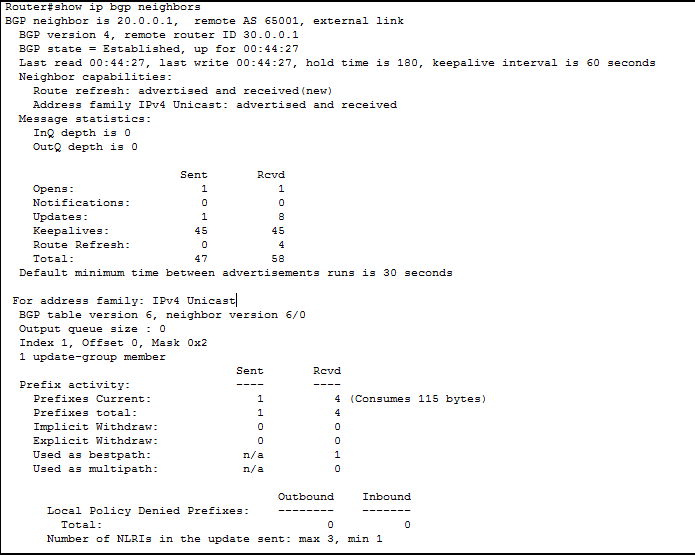 Router#show ip bgp neighbors
BGP neighbor is 20.0.0.1,  remote AS 65001, external link
  BGP version 4, remote router ID 30.0.0.1
  BGP state = Established, up for 00:44:27
  Last read 00:44:27, last write 00:44:27, hold time is 180, keepalive interval is 60 seconds
  Neighbor capabilities:
    Route refresh: advertised and received(new)
    Address family IPv4 Unicast: advertised and received
  Message statistics:
    InQ depth is 0
    OutQ depth is 0
                         Sent       Rcvd
    Opens:                  1          1
    Notifications:          0          0
    Updates:                1          8
    Keepalives:            45         45
    Route Refresh:          0          4
    Total:                 47         58
  Default minimum time between advertisements runs is 30 seconds
 For address family: IPv4 Unicast
  BGP table version 6, neighbor version 6/0
  Output queue size : 0
  Index 1, Offset 0, Mask 0x2
  1 update-group member
                                 Sent       Rcvd
  Prefix activity:               ----       ----
    Prefixes Current:               1          4 (Consumes 115 bytes)
    Prefixes total:                 1          4
    Implicit Withdraw:              0          0
    Explicit Withdraw:              0          0
    Used as bestpath:             n/a          1
    Used as multipath:            n/a          0
                                       Outbound    Inbound
      Local Policy Denied Prefixes:    --------    -------
        Total:                                0          0
      Number of NLRIs in the update sent: max 3, min 1